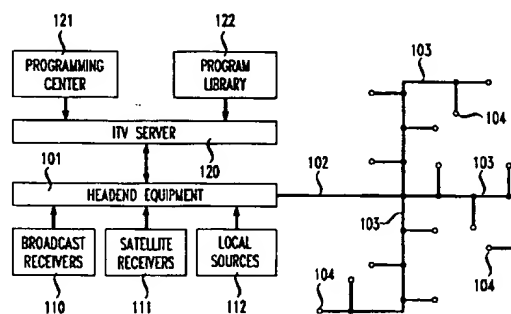 121
122
PROGRAMMING
CENTER
PROGRAM
LIBRARY
103
104
ITV SERVER
101
120
102
HEADEND EQUIPMENT
103
103
BROADCAST
RECEIVERS
SATELLITE
RECEIVERS
LOCAL
SOURCES
104
104
110
111
112